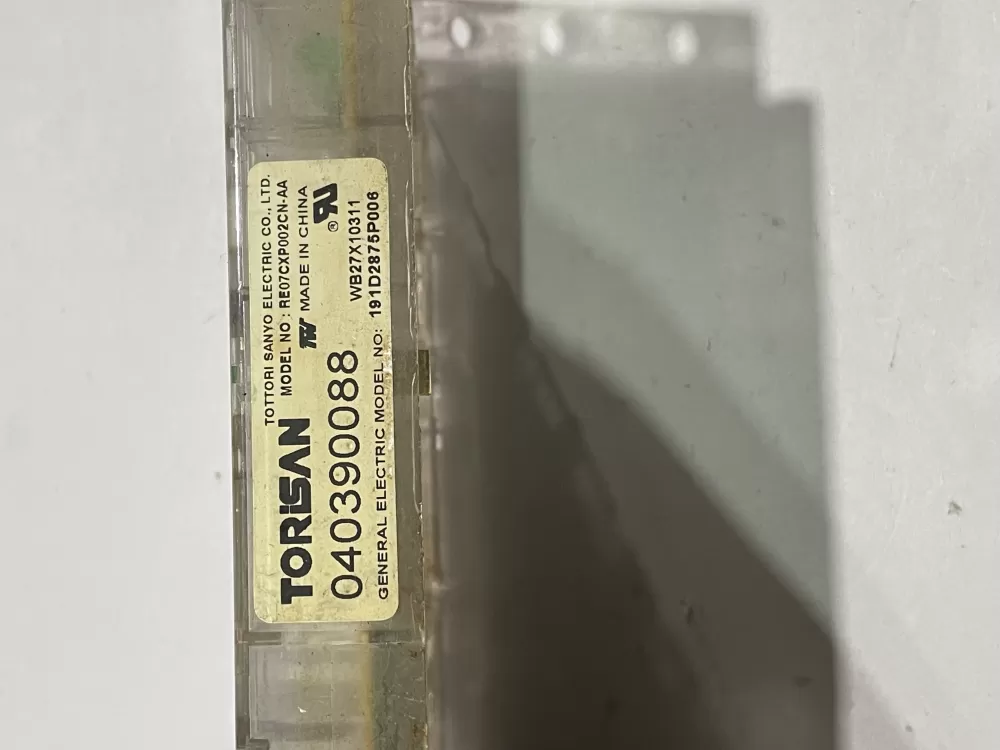 TOTTORI SANYO ELECTRIC CO., LTD.
TORISAN MODEL NO : RE07CXP002CN-AA
MADE IN CHINA
040390088
WB27X10311
GENERAL ELECTRIC MODEL NO: 191D2875P006